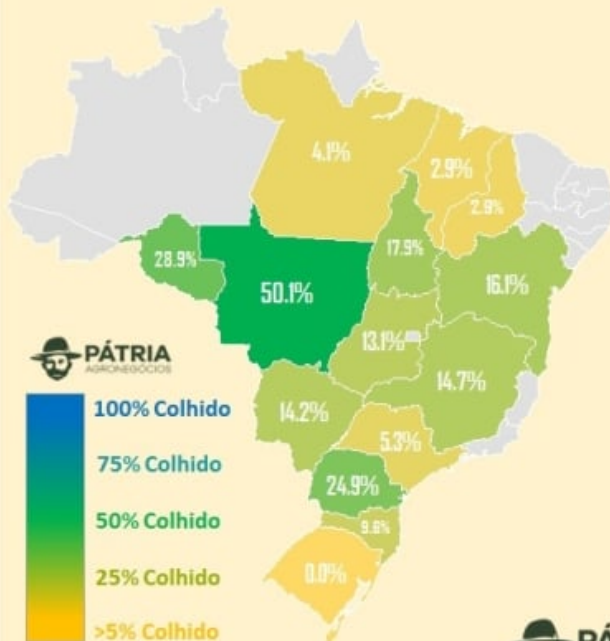 4.1%
2.9%
2.9%
28.9%
50.1%
17.9%
16.1%
13.1%
14.7%
14.2%
5.3%
24.9%
9.6%
0.0%
PÁTRIA
AGRONEGÓCIOS
100% Colhido
75% Colhido
50% Colhido
25% Colhido
>5% Colhido